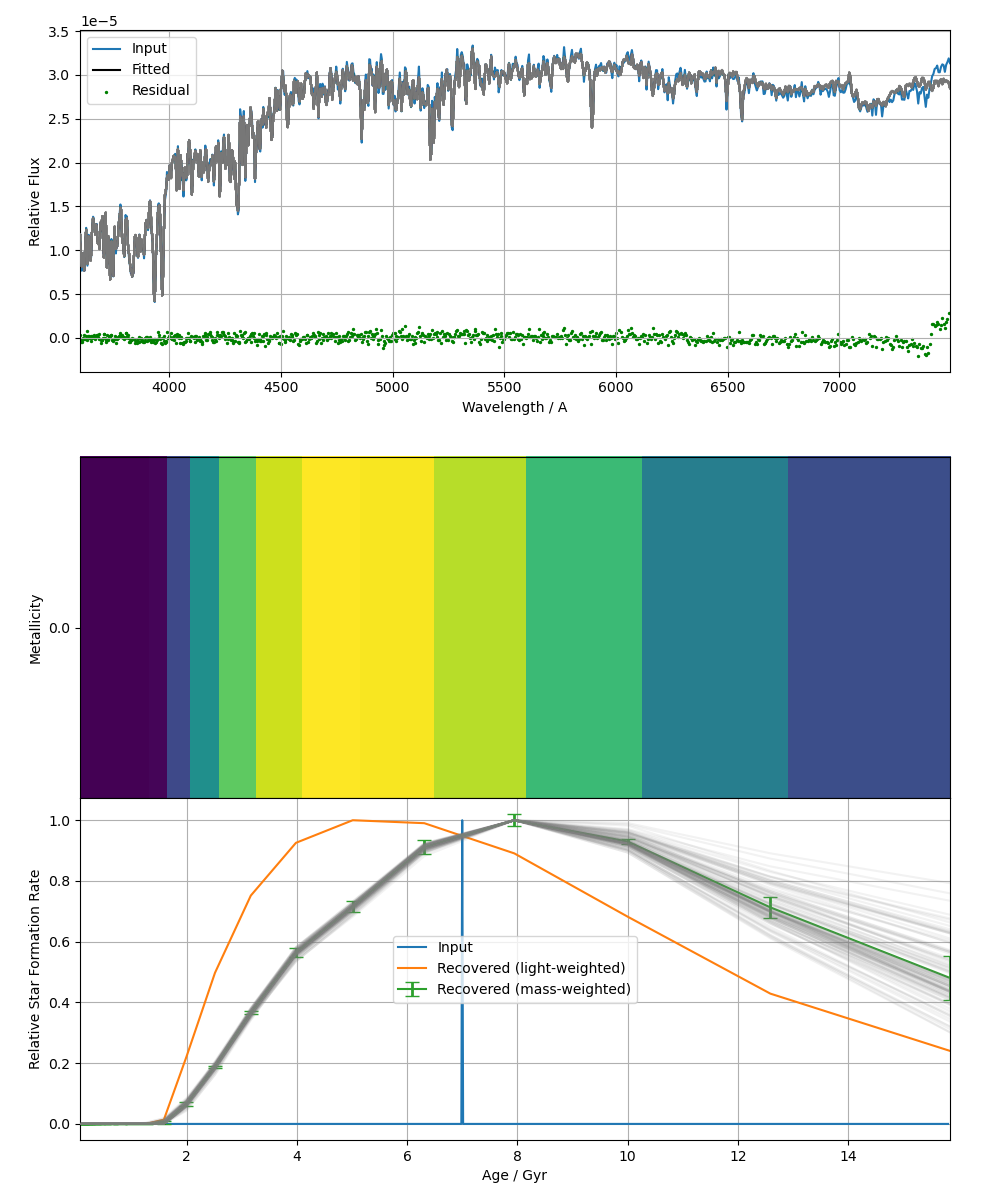 1e−5
3.5
3.0
2.5
2.0
1.5
1.0
0.5
0.0
Relative Flux
Input
Fitted
Residual
4000 4500 5000 5500 6000 6500 7000
Wavelength / A
Metallicity
0.0
1.0
0.8
0.6
0.4
0.2
0.0
Relative Star Formation Rate
Input
Recovered (light-weighted)
Recovered (mass-weighted)
2 4 6 8 10 12 14
Age / Gyr